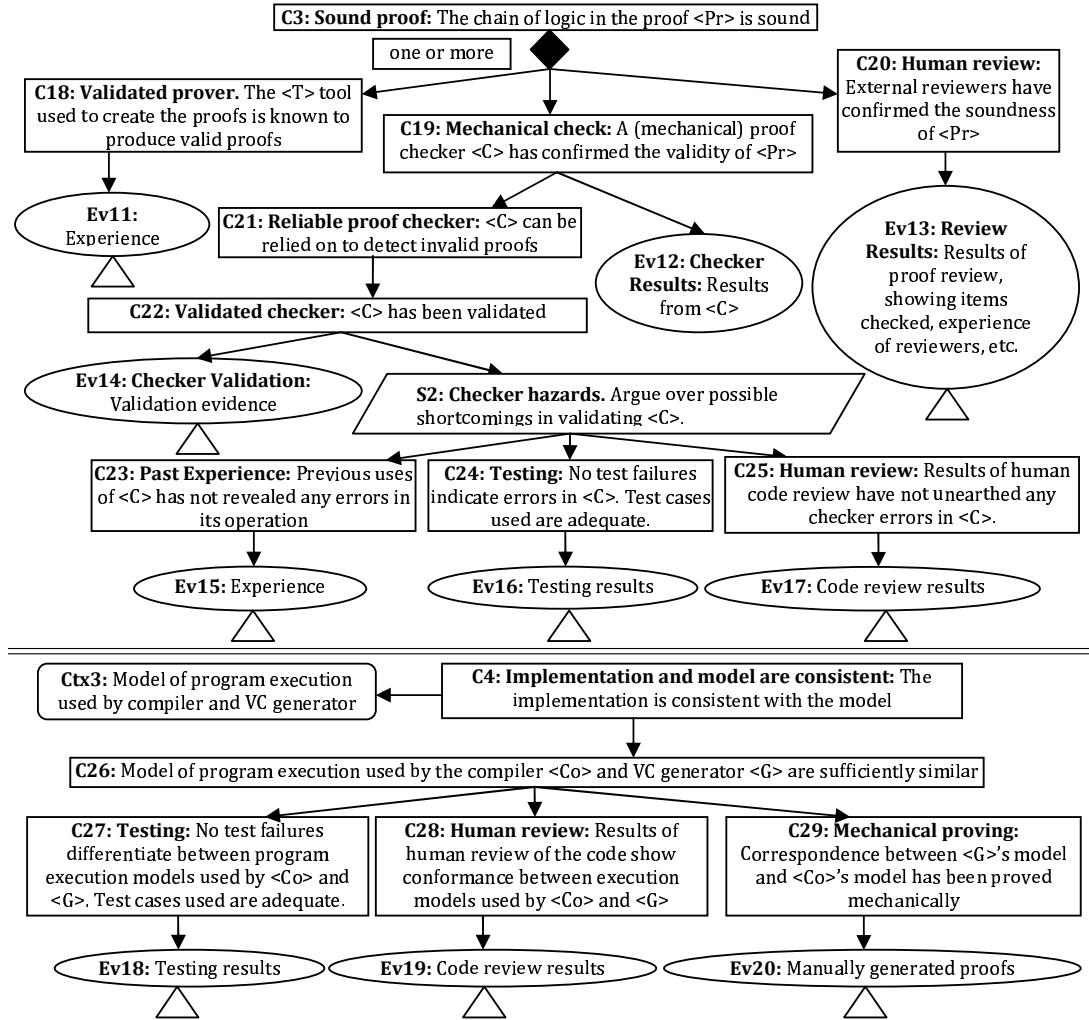 C3: Sound proof: The chain of logic in the proof <Pr> is sound
one or more
C18: Validated prover. The <T> tool
used to create the proofs is known to
produce valid proofs
C19: Mechanical check: A (mechanical) proof
checker <C> has confirmed the validity of <Pr>
C20: Human review:
External reviewers have
confirmed the soundness
of <Pr>
Ev11:
Experience
C21: Reliable proof checker: <C> can be
relied on to detect invalid proofs
Ev12: Checker
Results: Results
from <C>
Ev13: Review
Results: Results of
proof review,
showing items
checked, experience
of reviewers, etc.
C22: Validated checker: <C> has been validated
Ev14: Checker Validation:
Validation evidence
S2: Checker hazards. Argue over possible
shortcomings in validating <C>.
C23: Past Experience: Previous uses
of <C> has not revealed any errors in
its operation
C24: Testing: No test failures
indicate errors in <C>. Test cases
used are adequate.
C25: Human review: Results of human
code review have not unearthed any
checker errors in <C>.
Ev15: Experience
Ev16: Testing results
Ev17: Code review results
Ctx3: Model of program execution
used by compiler and VC generator
C4: Implementation and model are consistent: The
implementation is consistent with the model
C26: Model of program execution used by the compiler <Co> and VC generator <G> are sufficiently similar
C27: Testing: No test failures
differentiate between program
execution models used by <Co> and
<G>. Test cases used are adequate.
C28: Human review: Results of
human review of the code show
conformance between execution
models used by <Co> and <G>
C29: Mechanical proving:
Correspondence between <G>'s model
and <Co>'s model has been proved
mechanically
Ev18: Testing results
Ev19: Code review results
Ev20: Manually generated proofs